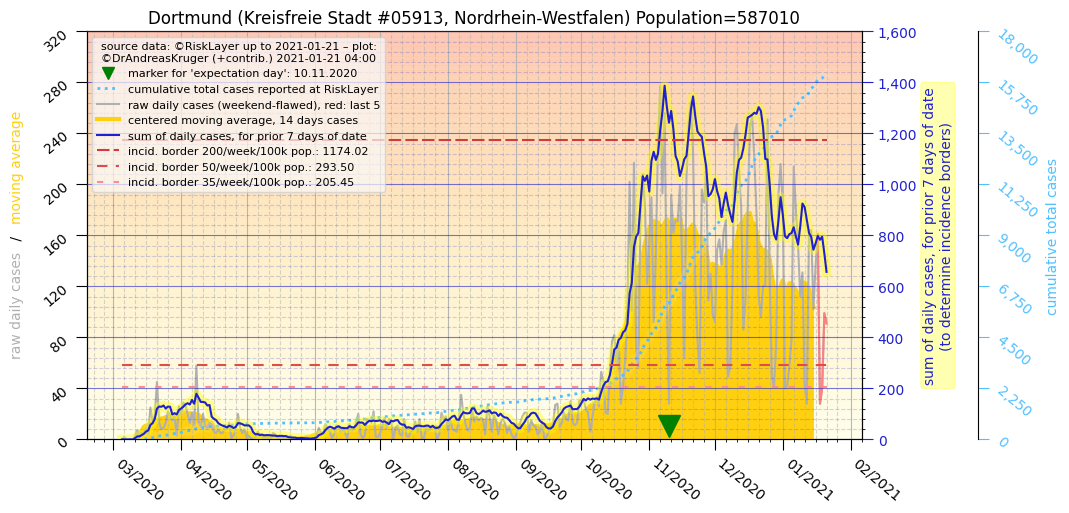 Dortmund (Kreisfreie Stadt #05913, Nordrhein-Westfalen) Population=587010
source data: ©RiskLayer up to 2021-01-21 – plot:
©DrAndreasKruger (+contrib.) 2021-01-21 04:00
marker for 'expectation day': 10.11.2020
cumulative total cases reported at RiskLayer
raw daily cases (weekend-flawed), red: last 5
centered moving average, 14 days cases
sum of daily cases, for prior 7 days of date
incid. border 200/week/100k pop.: 1174.02
incid. border 50/week/100k pop.: 293.50
incid. border 35/week/100k pop.: 205.45
raw daily cases / moving average
320
280
240
200
160
120
80
40
0
03/2020
04/2020
05/2020
06/2020
07/2020
08/2020
09/2020
10/2020
11/2020
12/2020
01/2021
02/2021
1,600
1,400
1,200
1,000
800
600
400
200
0
sum of daily cases, for prior 7 days of date
(to determine incidence borders)
18,000
15,750
13,500
11,250
9,000
6,750
4,500
2,250
0
cumulative total cases